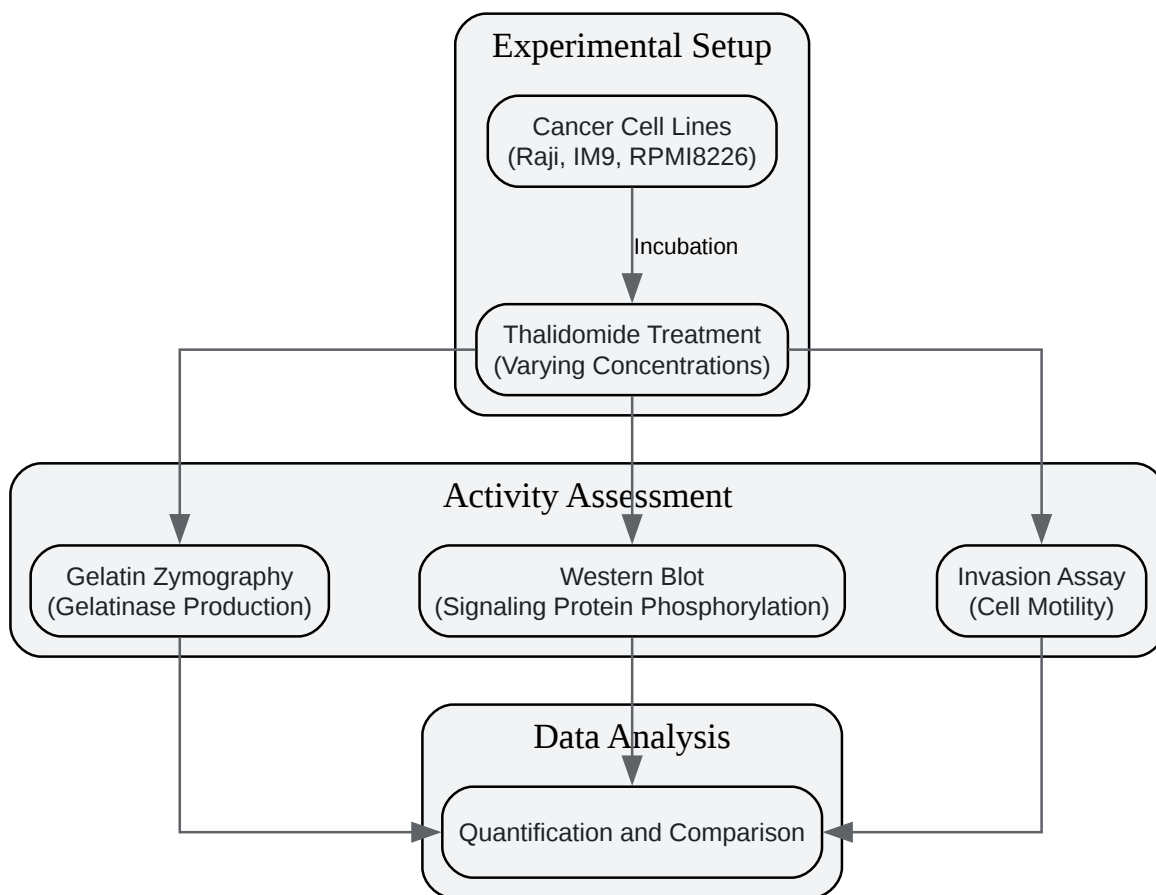 Experimental Setup
Cancer Cell Lines
(Raji, IM9, RPMI8226)
Incubation
Thalidomide Treatment
(Varying Concentrations)
Activity Assessment
Gelatin Zymography
(Gelatinase Production)
Western Blot
(Signaling Protein Phosphorylation)
Invasion Assay
(Cell Motility)
Data Analysis
Quantification and Comparison